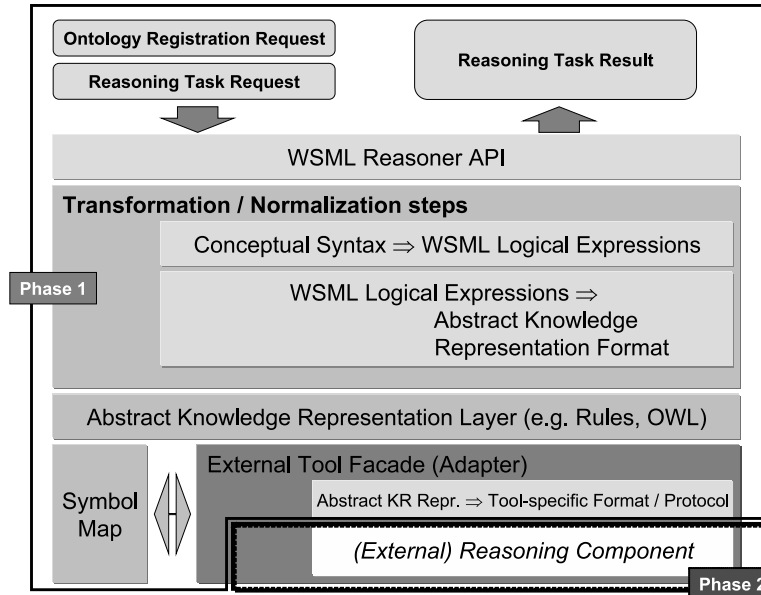 Ontology Registration Request
Reasoning Task Request
Reasoning Task Result
WSML Reasoner API
Transformation / Normalization steps
Conceptual Syntax ⇒ WSML Logical Expressions
Phase 1
WSML Logical Expressions ⇒
Abstract Knowledge
Representation Format
Abstract Knowledge Representation Layer (e.g. Rules, OWL)
Symbol
Map
External Tool Facade (Adapter)
Abstract KR Repr. ⇒ Tool-specific Format / Protocol
(External) Reasoning Component
Phase 2